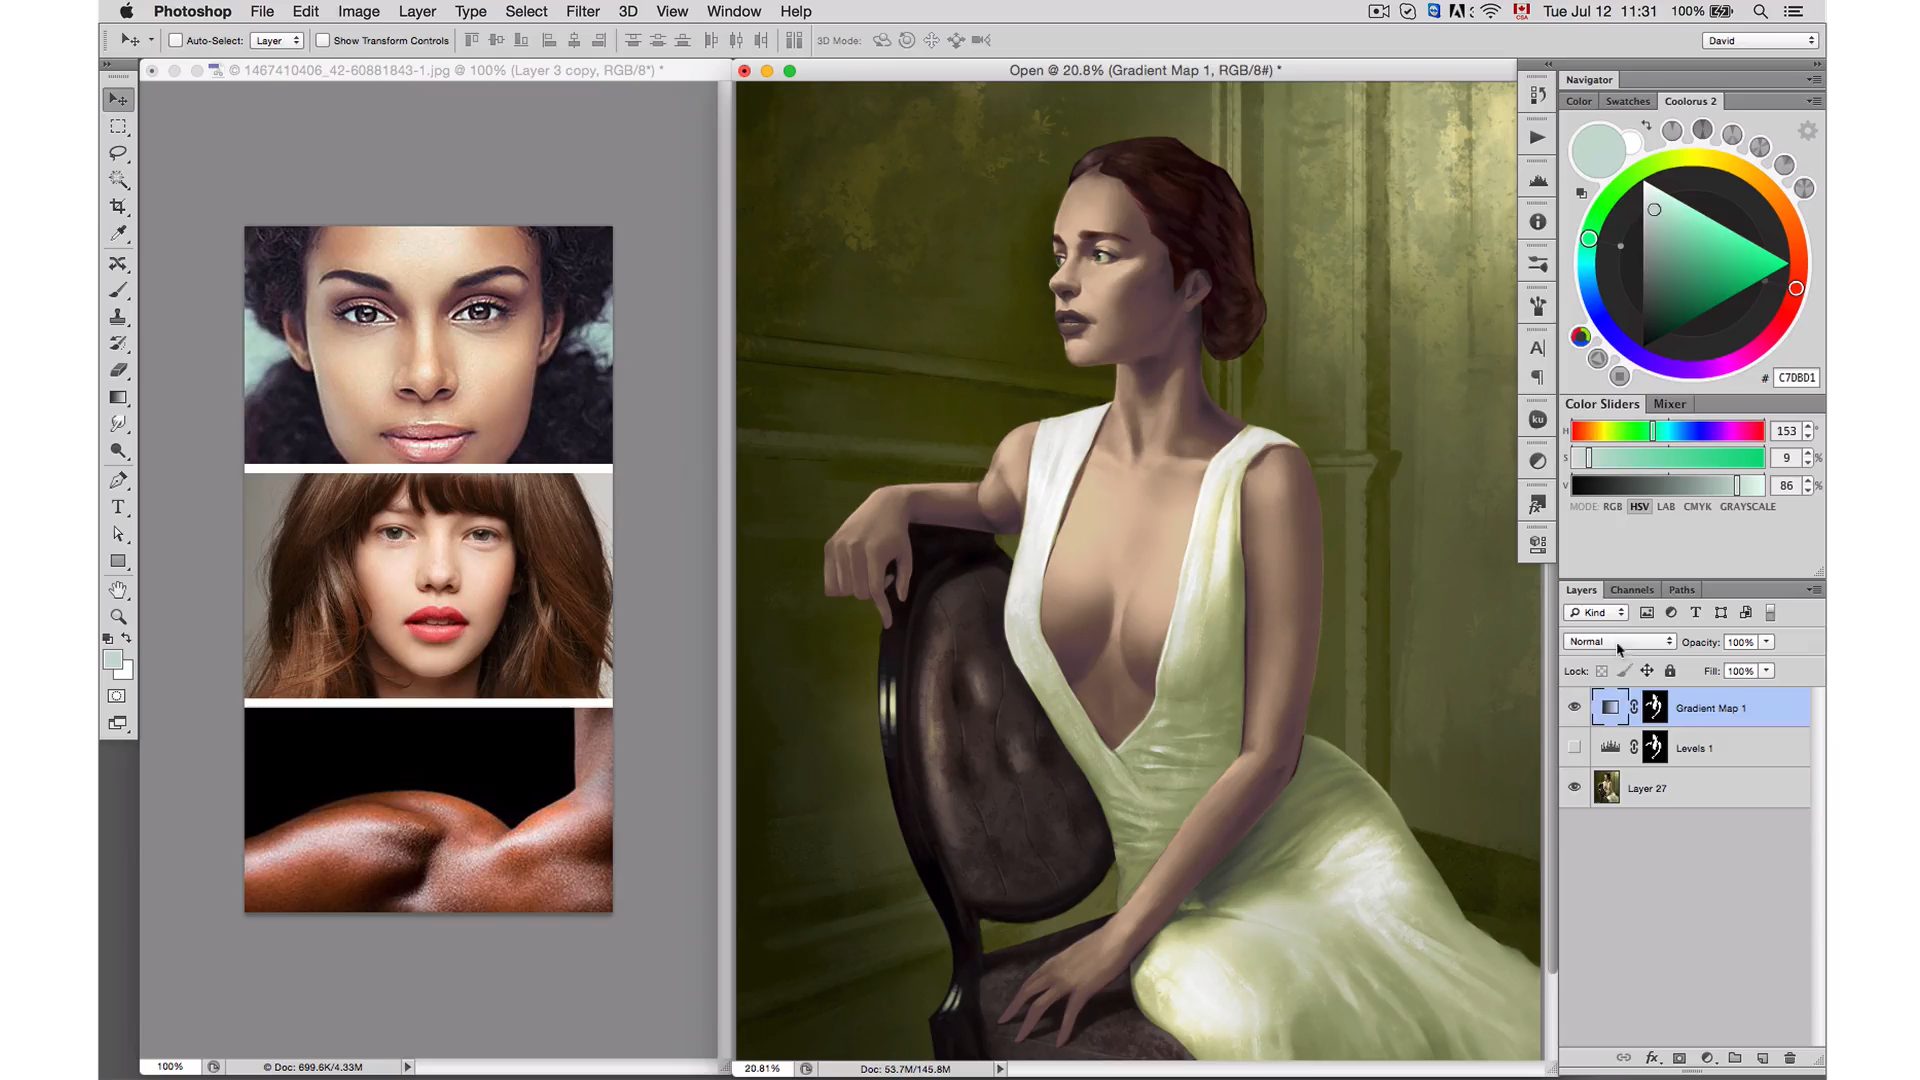 Photoshop File Edit Image Layer Type Select Filter 3D View Window Help Tue Jul 12 11:31 100%
Auto-Select: Layer Show Transform Controls 3D Mode: David
© 1467410406_42-60881843-1.jpg @ 100% (Layer 3 copy, RGB/8*) *
Open @ 20.8% (Gradient Map 1, RGB/8#) *
Navigator
Color Swatches Coolorus 2
# C7DBD1
Color Sliders Mixer
H 153 °
S 9 %
V 86 %
MODE: RGB HSV LAB CMYK GRAYSCALE
Layers Channels Paths
Kind
Normal Opacity: 100%
Lock: Fill: 100%
Gradient Map 1
Levels 1
Layer 27
100% © Doc: 699.6K/4.33M
20.81% Doc: 53.7M/145.8M